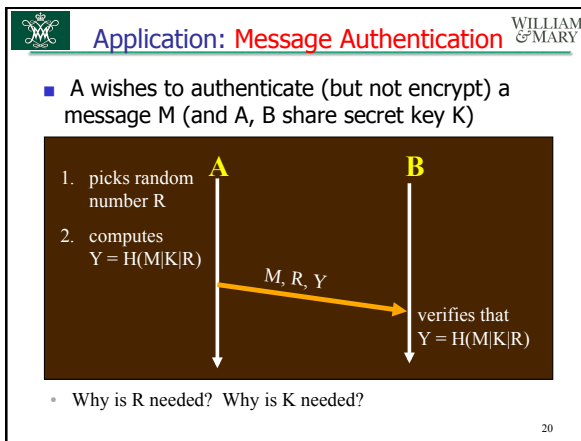 Application: Message Authentication
WILLIAM
&MARY
■ A wishes to authenticate (but not encrypt) a
message M (and A, B share secret key K)
A
B
1. picks random
number R
2. computes
Y = H(M|K|R)
M, R, Y
verifies that
Y = H(M|K|R)
• Why is R needed? Why is K needed?
20